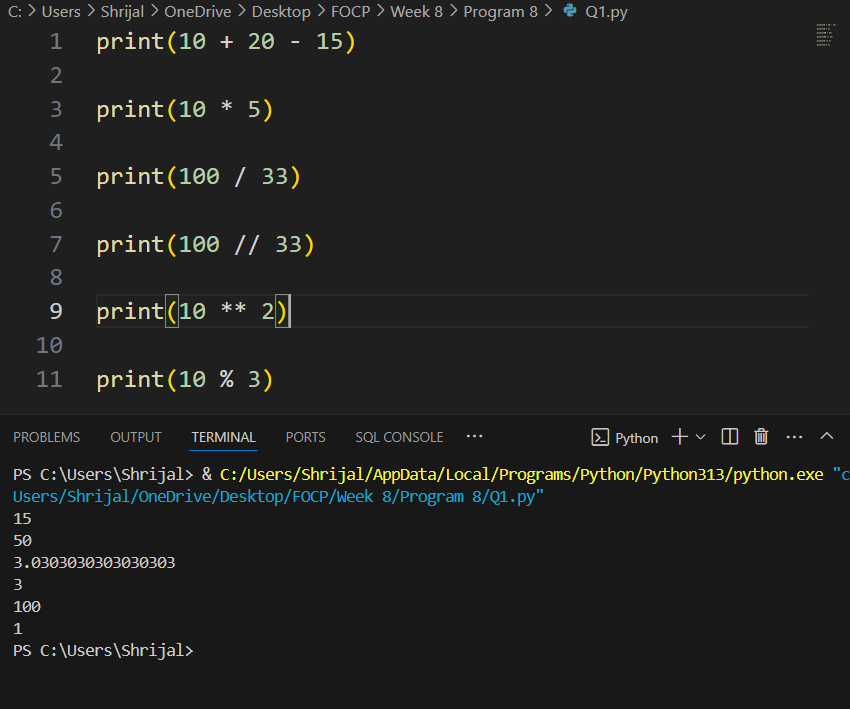 C: > Users > Shrijal > OneDrive > Desktop > FOCP > Week 8 > Program 8 > Q1.py
1 print(10 + 20 - 15)
2
3 print(10 * 5)
4
5 print(100 / 33)
6
7 print(100 // 33)
8
9 print(10 ** 2)
10
11 print(10 % 3)
PROBLEMS OUTPUT TERMINAL PORTS SQL CONSOLE ··· Python
PS C:\Users\Shrijal> & C:/Users/Shrijal/AppData/Local/Programs/Python/Python313/python.exe "c
Users/Shrijal/OneDrive/Desktop/FOCP/Week 8/Program 8/Q1.py"
15
50
3.0303030303030303
3
100
1
PS C:\Users\Shrijal>